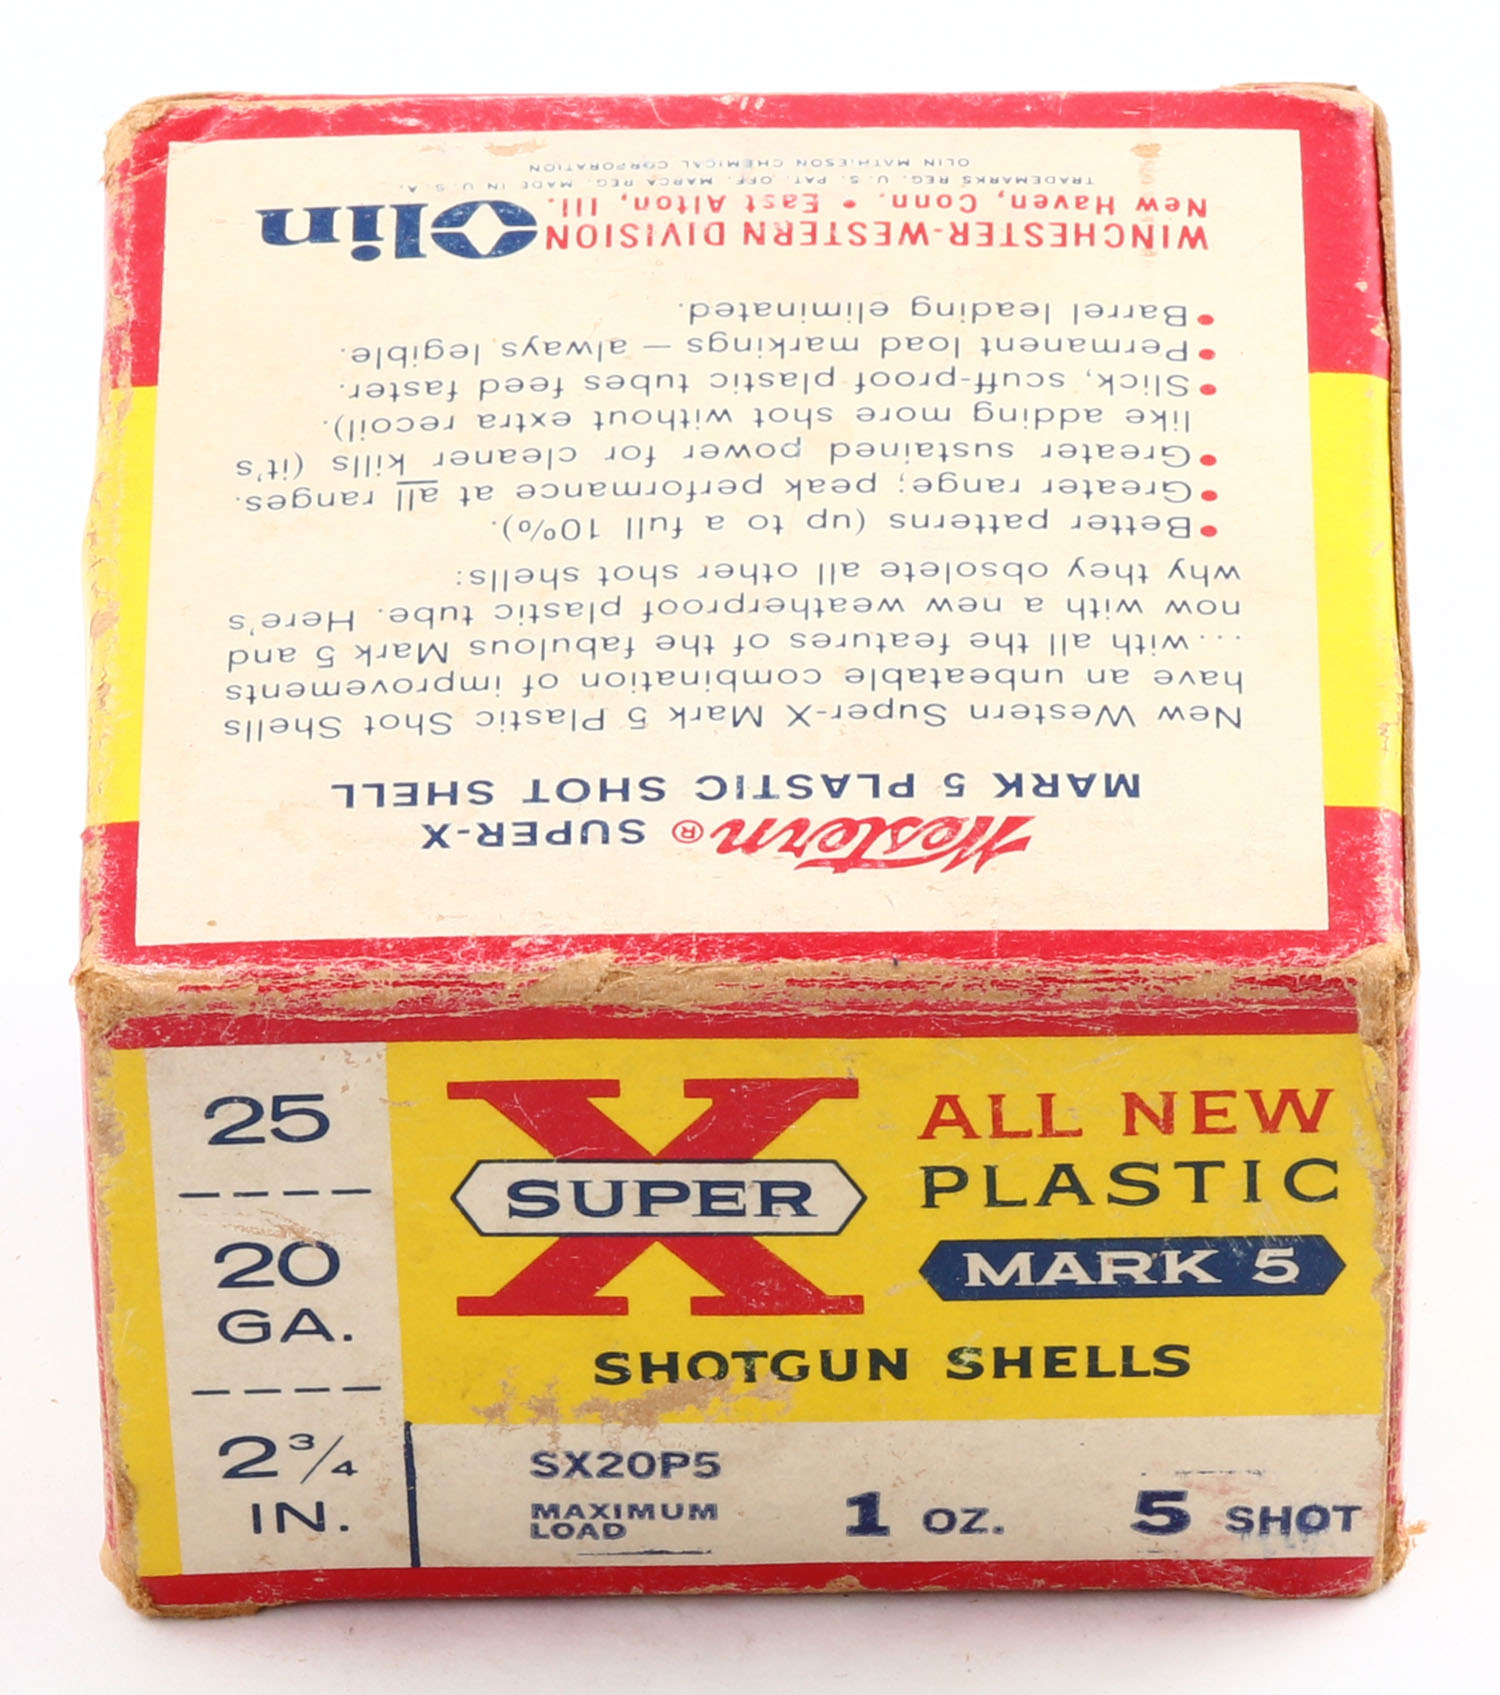 Western® SUPER-X
MARK 5 PLASTIC SHOT SHELL
New Western Super-X Mark 5 Plastic Shot Shells
have an unbeatable combination of improvements
...with all the features of the fabulous Mark 5 and
now with a new weatherproof plastic tube. Here's
why they obsolete all other shot shells:
• Better patterns (up to a full 10%).
• Greater range; peak performance at all ranges.
• Greater sustained power for cleaner kills (it's
like adding more shot without extra recoil).
• Slick, scuff-proof plastic tubes feed faster.
• Permanent load markings — always legible.
• Barrel leading eliminated.
WINCHESTER-WESTERN DIVISION Olin
New Haven, Conn. • East Alton, Ill.
TRADEMARKS REG. U. S. PAT. OFF. MARCA REG. MADE IN U. S. A.
OLIN MATHIESON CHEMICAL CORPORATION
25
20
GA.
2 3/4
IN.
X
SUPER
ALL NEW
PLASTIC
MARK 5
SHOTGUN SHELLS
SX20P5
MAXIMUM
LOAD
1 OZ.
5 SHOT